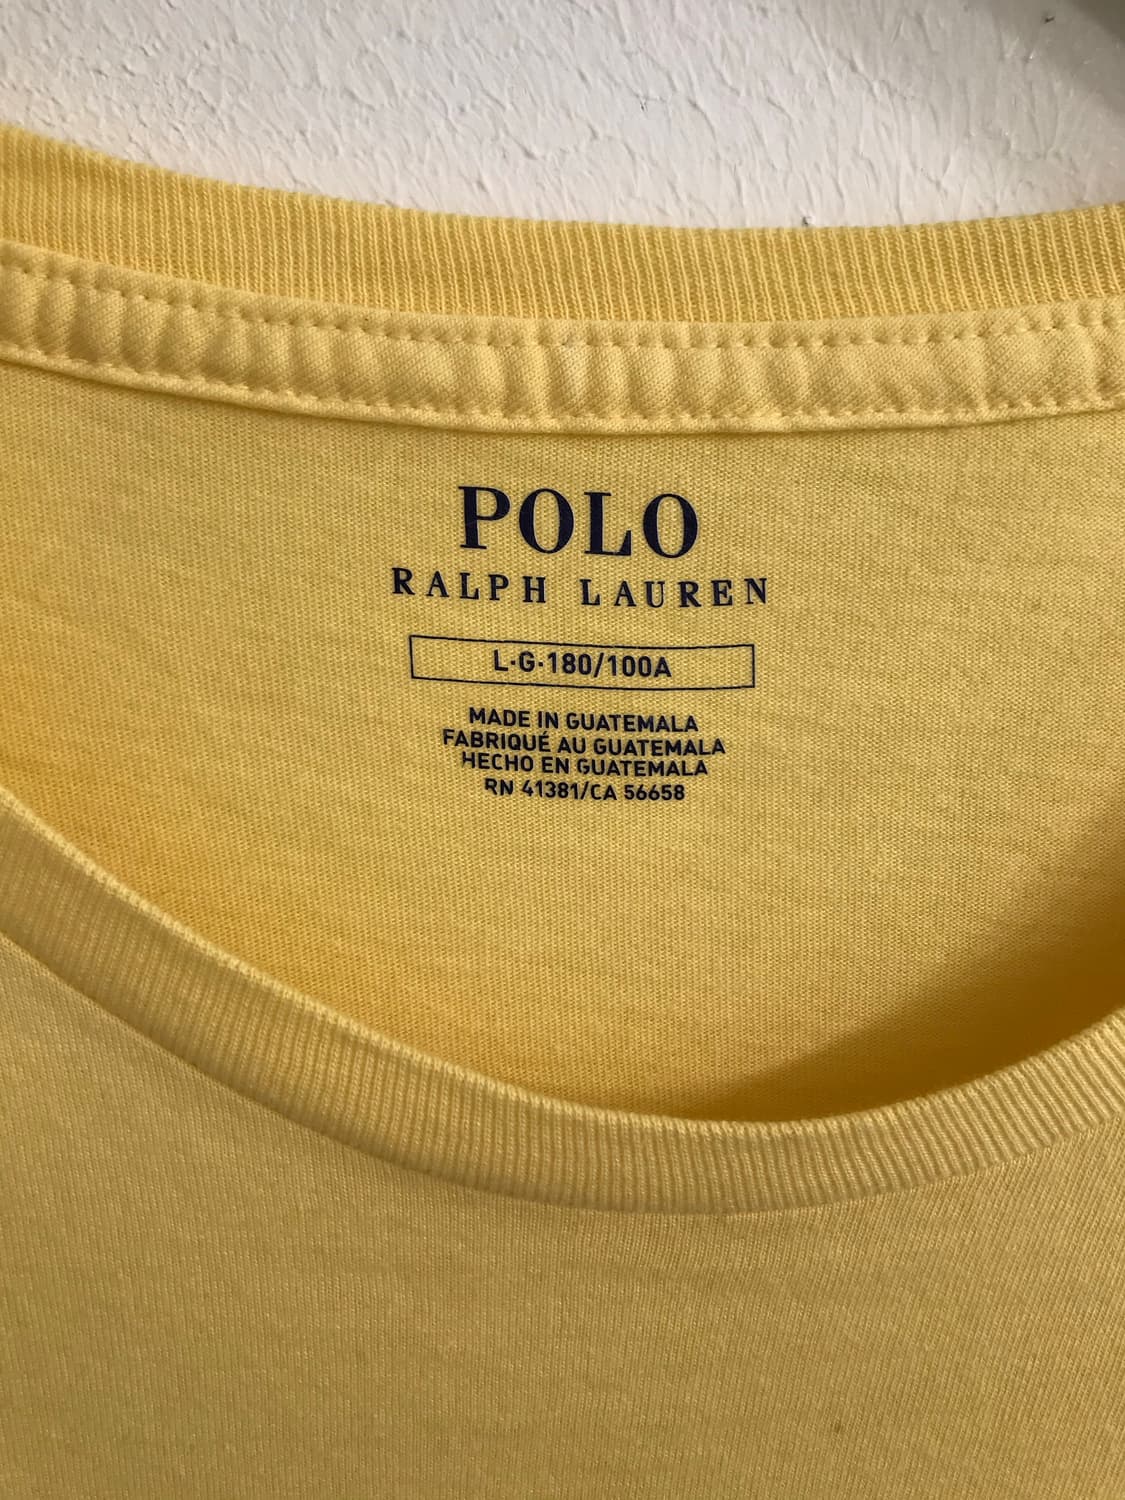 POLO
RALPH LAUREN
L·G·180/100A
MADE IN GUATEMALA
FABRIQUÉ AU GUATEMALA
HECHO EN GUATEMALA
RN 41381/CA 56658